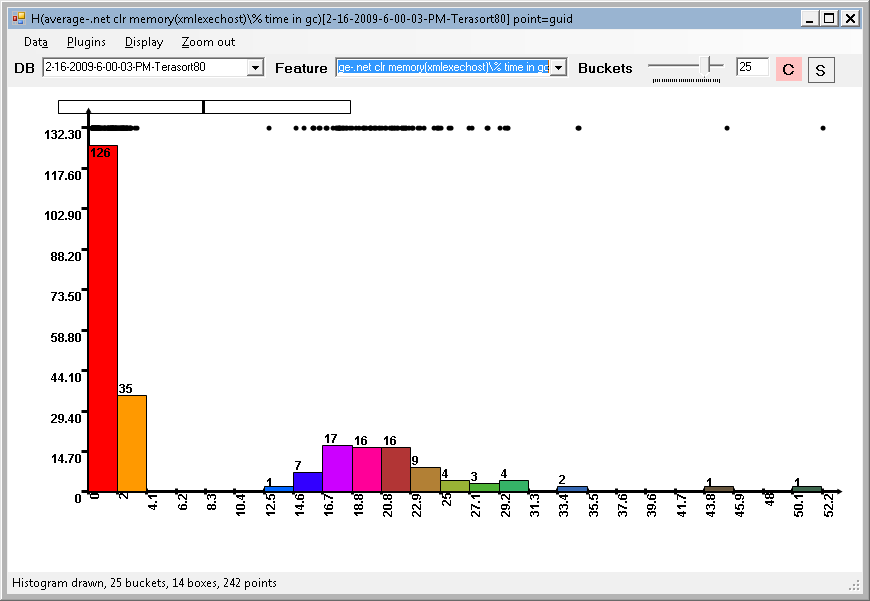 H(average-.net clr memory(xmlexechost)\% time in gc)[2-16-2009-6-00-03-PM-Terasort80] point=guid
Data Plugins Display Zoom out
DB 2-16-2009-6-00-03-PM-Terasort80 Feature ge-.net clr memory(xmlexechost)\% time in gc Buckets 25 C S
132.30
126
117.60
102.90
88.20
73.50
58.80
44.10
35
29.40
17 16 16
14.70
7 9
1 4 3 4 2 1 1
0
0 2 4.1 6.2 8.3 10.4 12.5 14.6 16.7 18.8 20.8 22.9 25 27.1 29.2 31.3 33.4 35.5 37.6 39.6 41.7 43.8 45.9 48 50.1 52.2
Histogram drawn, 25 buckets, 14 boxes, 242 points